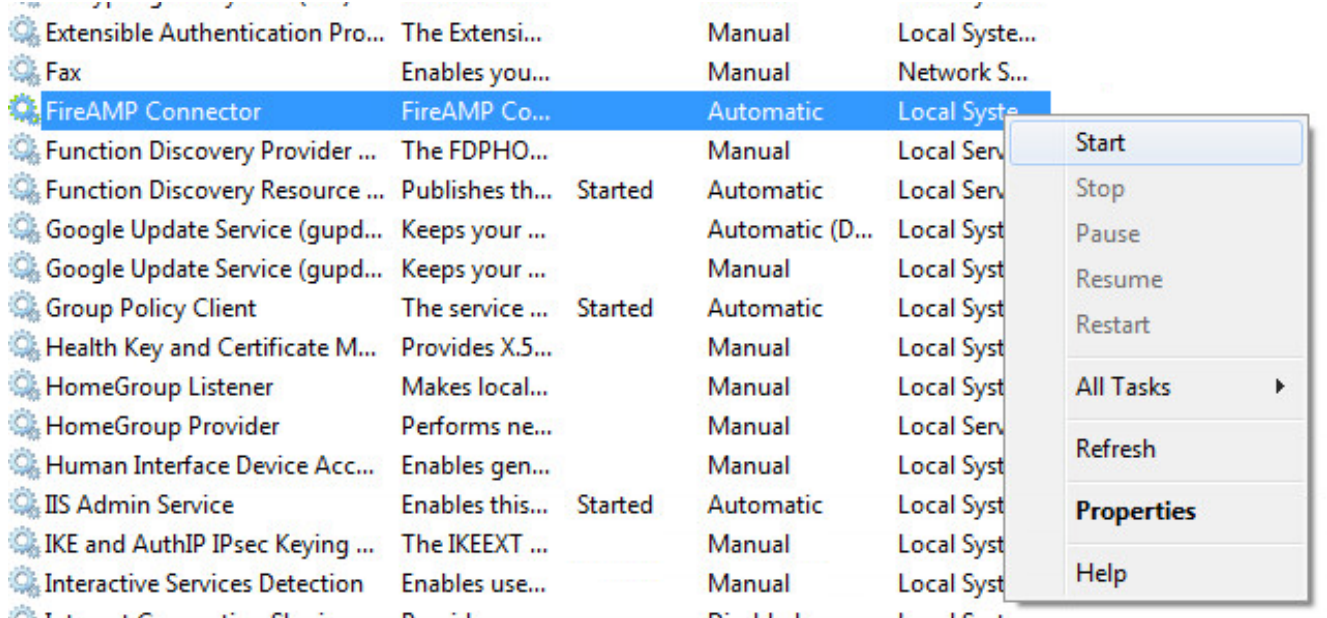 Extensible Authentication Pro... The Extensi... Manual Local Syste...
Fax Enables you... Manual Network S...
FireAMP Connector FireAMP Co... Automatic Local Syste
Function Discovery Provider ... The FDPHO... Manual Local Serv
Function Discovery Resource ... Publishes th... Started Automatic Local Serv
Google Update Service (gupd... Keeps your ... Automatic (D... Local Syst
Google Update Service (gupd... Keeps your ... Manual Local Syst
Group Policy Client The service ... Started Automatic Local Syst
Health Key and Certificate M... Provides X.5... Manual Local Syst
HomeGroup Listener Makes local... Manual Local Syst
HomeGroup Provider Performs ne... Manual Local Serv
Human Interface Device Acc... Enables gen... Manual Local Syst
IIS Admin Service Enables this... Started Automatic Local Syst
IKE and AuthIP IPsec Keying ... The IKEEXT ... Manual Local Syst
Interactive Services Detection Enables use... Manual Local Syst
Start
Stop
Pause
Resume
Restart
All Tasks
Refresh
Properties
Help